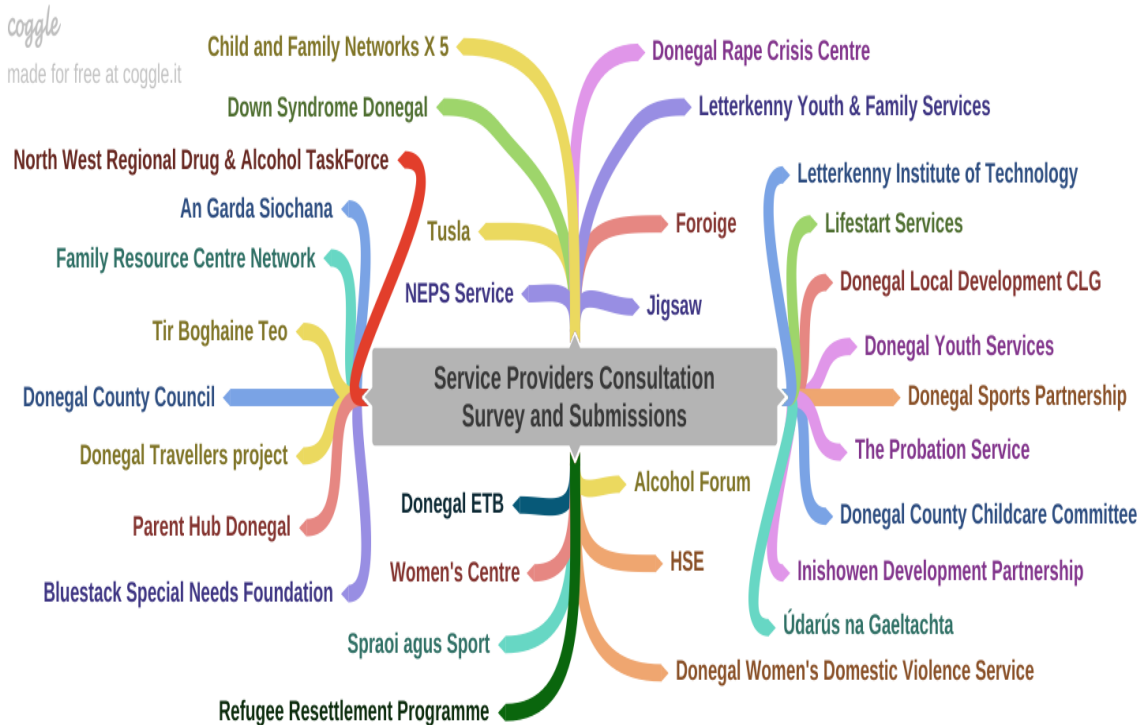 coggle
made for free at coggle.it
Child and Family Networks X 5
Down Syndrome Donegal
North West Regional Drug & Alcohol TaskForce
An Garda Siochana
Family Resource Centre Network
Tir Boghaine Teo
Donegal County Council
Donegal Travellers project
Parent Hub Donegal
Bluestack Special Needs Foundation
Tusla
NEPS Service
Donegal Rape Crisis Centre
Letterkenny Youth & Family Services
Foroige
Jigsaw
Service Providers Consultation
Survey and Submissions
Letterkenny Institute of Technology
Lifestart Services
Donegal Local Development CLG
Donegal Youth Services
Donegal Sports Partnership
The Probation Service
Donegal County Childcare Committee
Inishowen Development Partnership
Údarús na Gaeltachta
Donegal ETB
Women's Centre
Spraoi agus Sport
Refugee Resettlement Programme
Alcohol Forum
HSE
Donegal Women's Domestic Violence Service